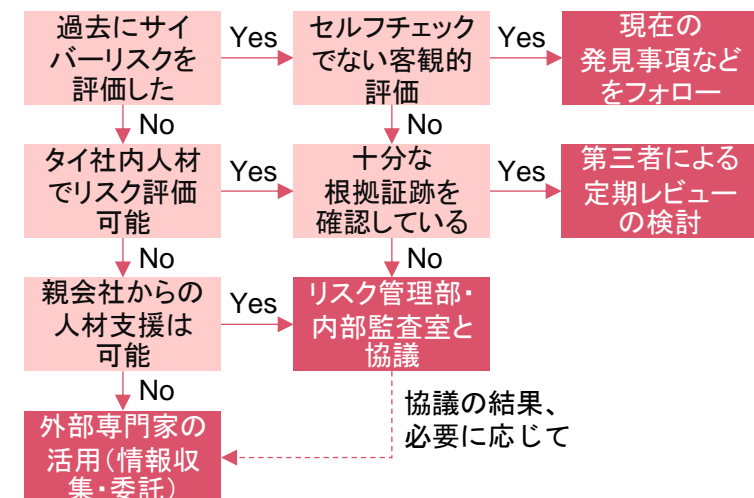 過去にサイ
バーリスクを
評価した
Yes
セルフチェック
でない客観的
評価
Yes
現在の
発見事項など
をフォロー
No
No
タイ社内人材
でリスク評価
可能
Yes
十分な
根拠証跡を
確認している
Yes
第三者による
定期レビュー
の検討
No
No
親会社からの
人材支援は
可能
Yes
リスク管理部・
内部監査室と
協議
No
協議の結果、
必要に応じて
外部専門家の
活用(情報収
集・委託)